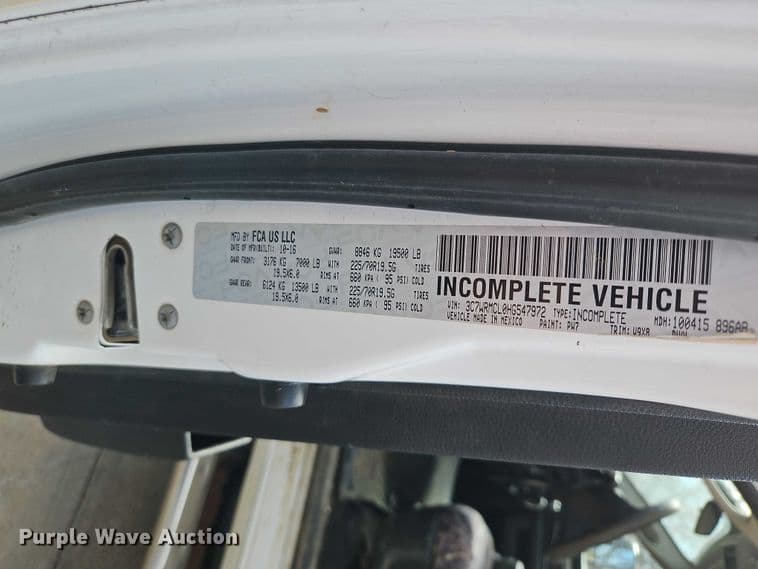 MFD BY FCA US LLC
DATE OF MFD(BUILT): 10-16 GVWR: 8846 KG 19500 LB
GAWR FRONT: 3176 KG 7000 LB WITH 225/70R19.5G TIRES
19.5X6.0 RIMS AT 660 KPA ( 95 PSI) COLD
GAWR REAR: 6124 KG 13500 LB WITH 225/70R19.5G TIRES
19.5X6.0 RIMS AT 660 KPA ( 95 PSI) COLD
INCOMPLETE VEHICLE
VIN: 3C7WRMCL0HG547972 TYPE:INCOMPLETE MDH:100415 896AA
VEHICLE MADE IN MEXICO PAINT: PW7 TRIM: V9X8
Purple Wave Auction